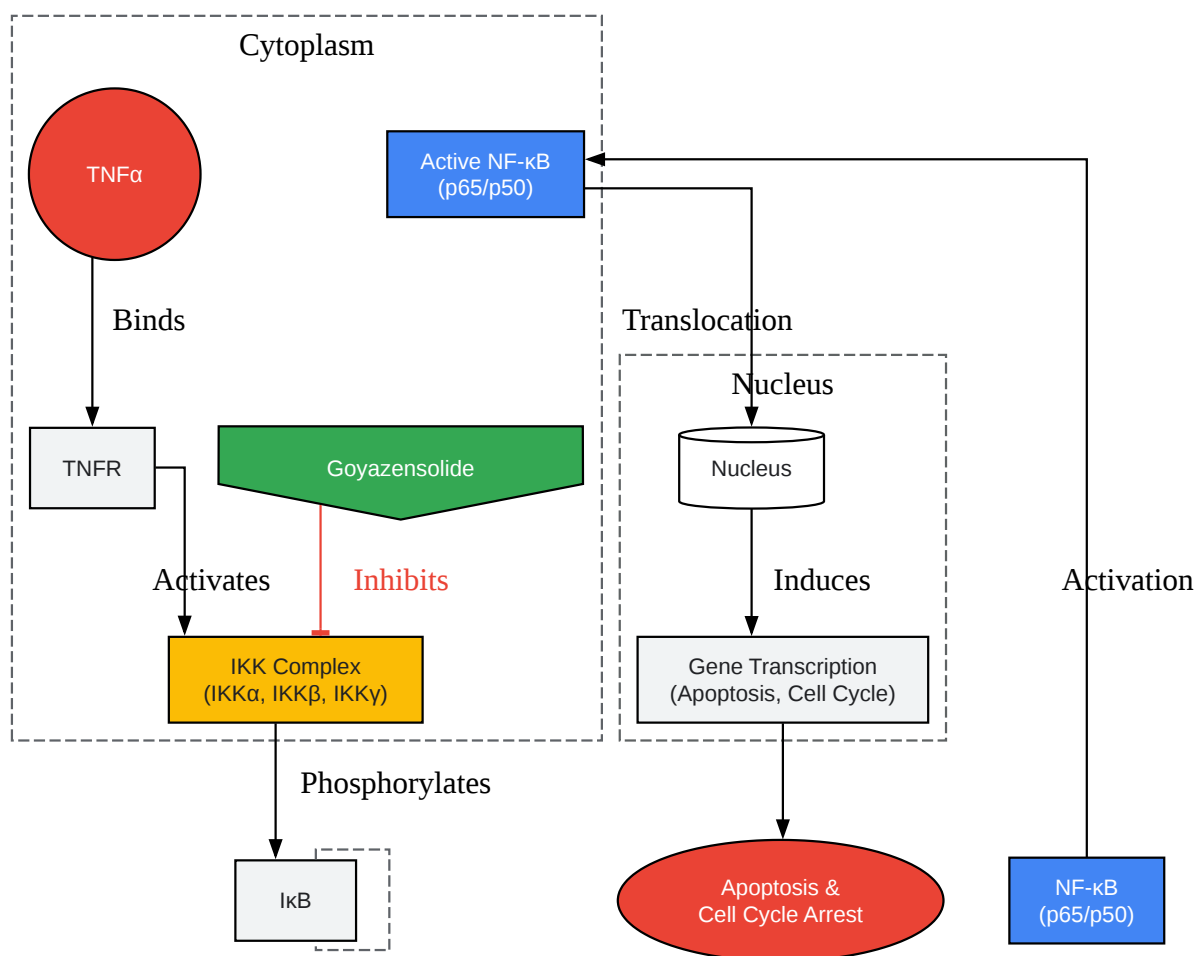 Cytoplasm
TNFα
Active NF-κB
(p65/p50)
Binds
Translocation
Nucleus
TNFR
Goyazensolide
Nucleus
Activates
Inhibits
Induces
Activation
IKK Complex
(IKKα, IKKβ, IKKγ)
Gene Transcription
(Apoptosis, Cell Cycle)
Phosphorylates
IκB
Apoptosis &
Cell Cycle Arrest
NF-κB
(p65/p50)